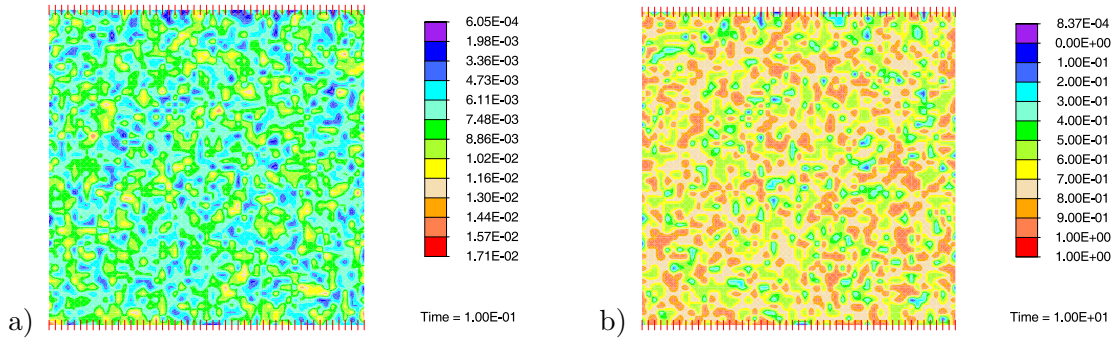 6.05E-04
1.98E-03
3.36E-03
4.73E-03
6.11E-03
7.48E-03
8.86E-03
1.02E-02
1.16E-02
1.30E-02
1.44E-02
1.57E-02
1.71E-02
Time = 1.00E-01
a)
8.37E-04
0.00E+00
1.00E-01
2.00E-01
3.00E-01
4.00E-01
5.00E-01
6.00E-01
7.00E-01
8.00E-01
9.00E-01
1.00E+00
1.00E+00
Time = 1.00E+01
b)